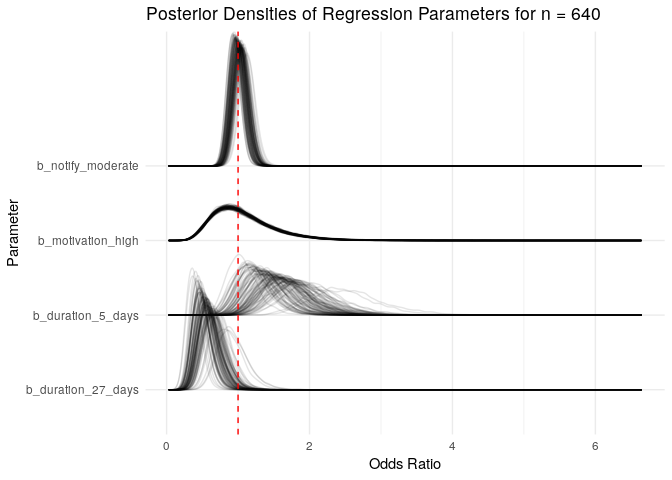 Posterior Densities of Regression Parameters for n = 640
Parameter
b_notify_moderate
b_motivation_high
b_duration_5_days
b_duration_27_days
0 2 4 6
Odds Ratio